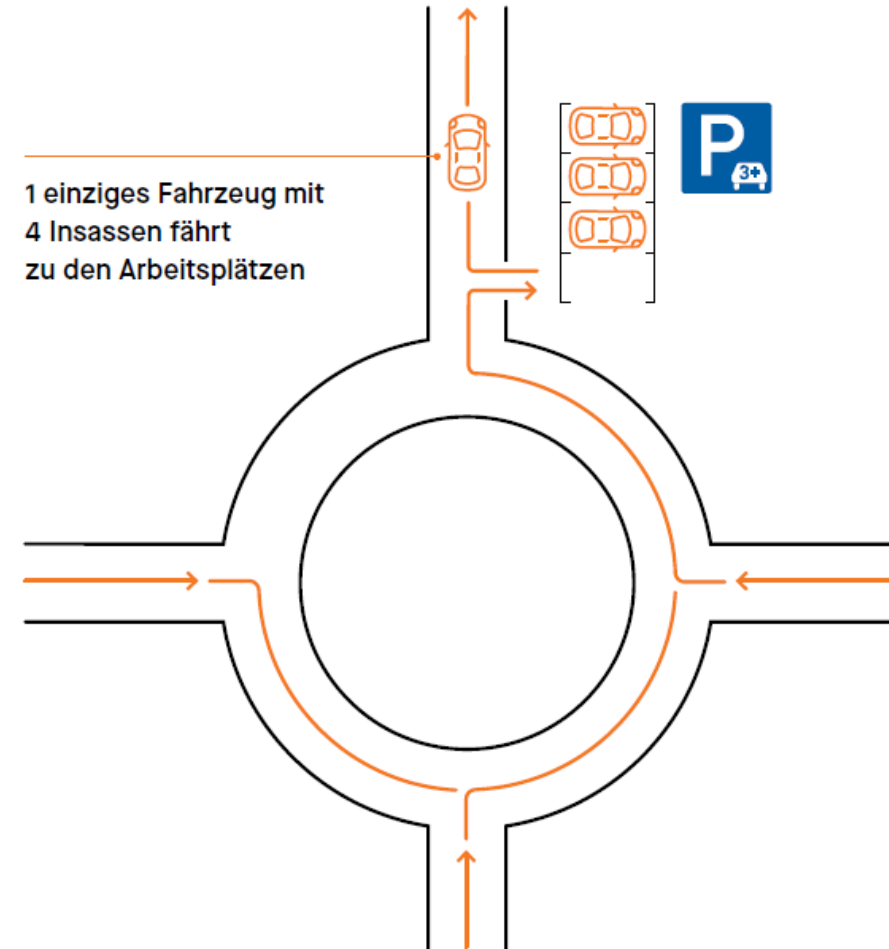 1 einziges Fahrzeug mit
4 Insassen fährt
zu den Arbeitsplätzen
P
3+